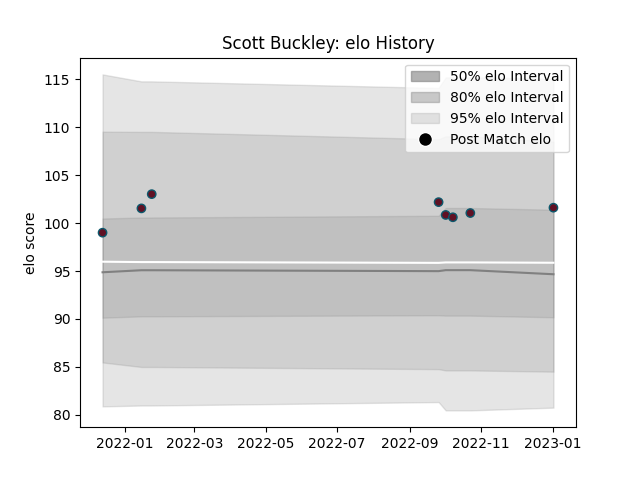 Scott Buckley: elo History
elo score
115
110
105
100
95
90
85
80
50% elo Interval
80% elo Interval
95% elo Interval
Post Match elo
2022-01 2022-03 2022-05 2022-07 2022-09 2022-11 2023-01